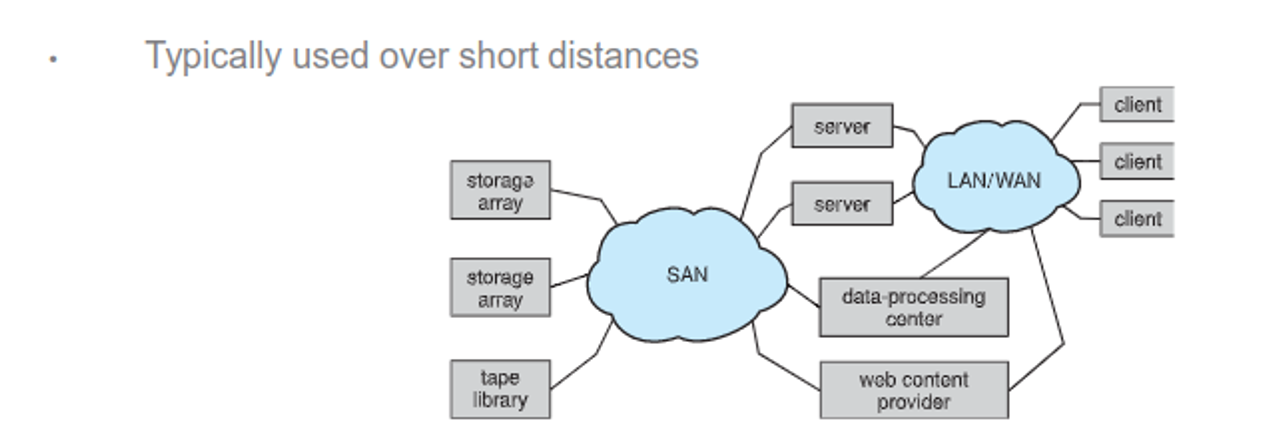 • Typically used over short distances
storage
array
storage
array
tape
library
SAN
server
server
data-processing
center
web content
provider
LAN/WAN
client
client
client